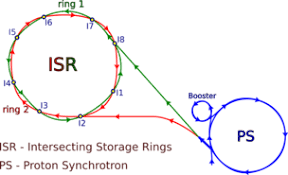 ring 1
I6
I7
I5
I8
ISR
Booster
I4
I1
ring 2
I3
I2
PS
ISR - Intersecting Storage Rings
PS - Proton Synchrotron